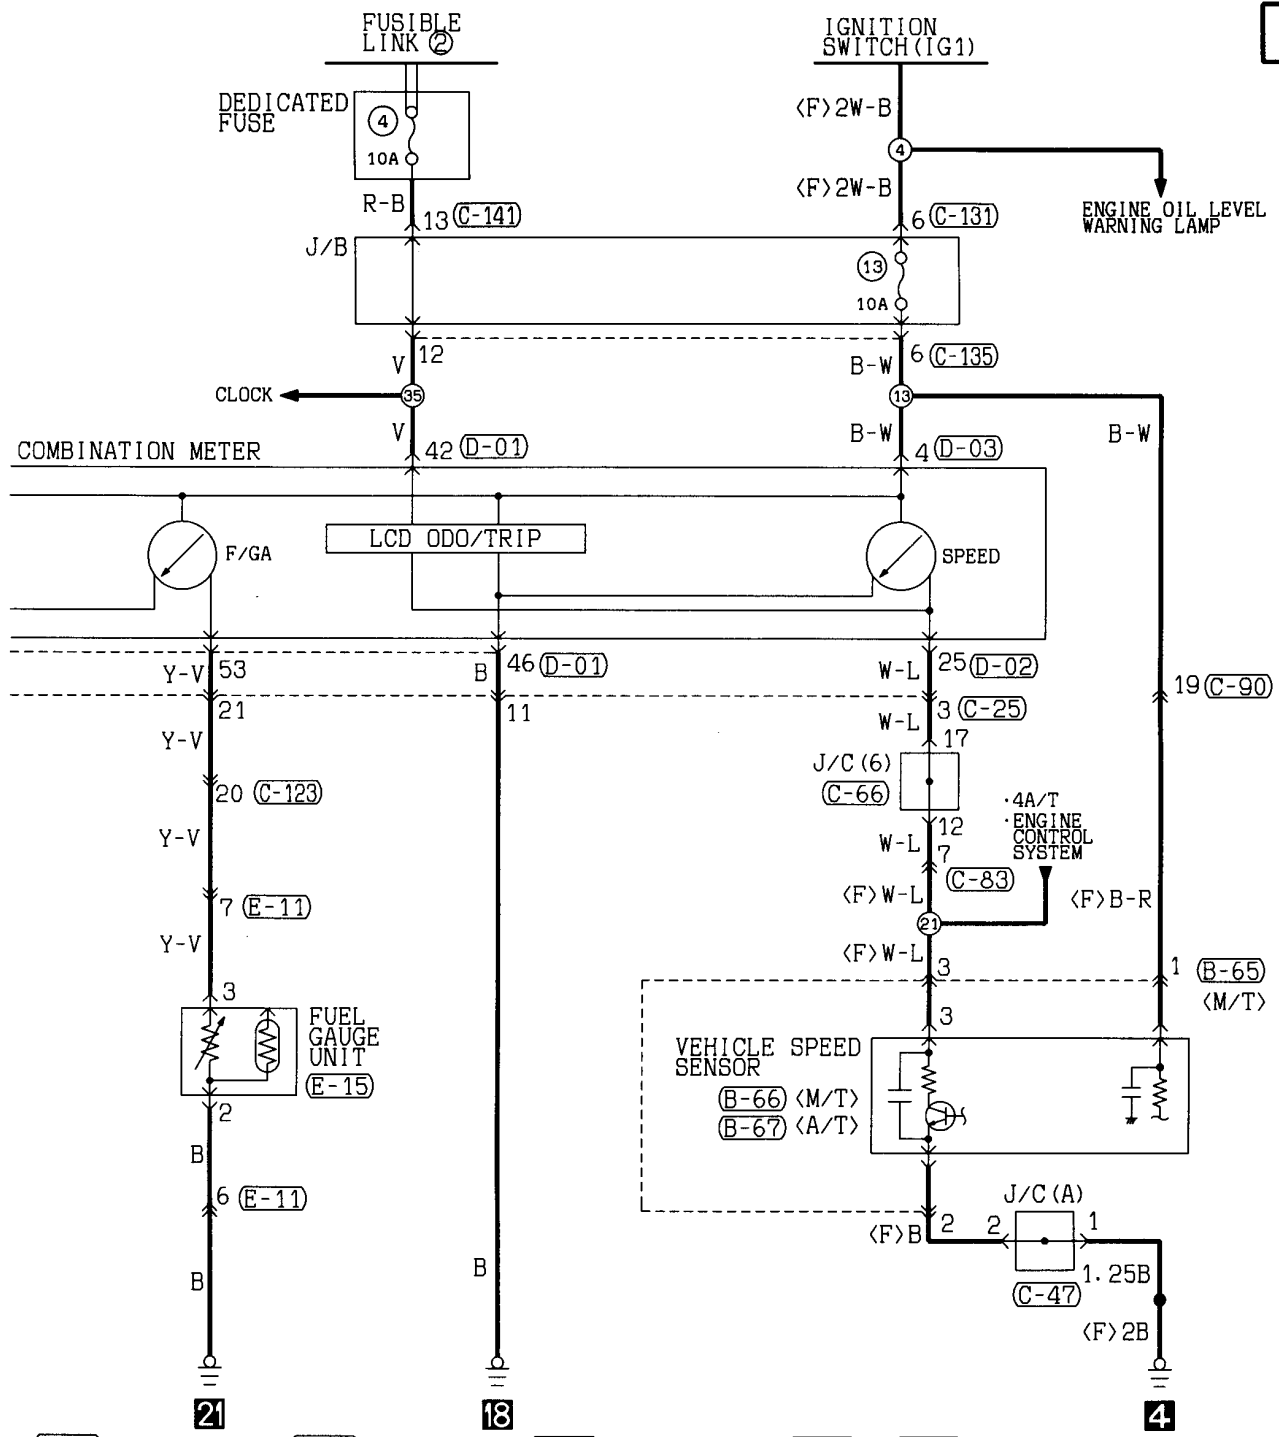 FUSIBLE
LINK ②
IGNITION
SWITCH(IG1)
DEDICATED
FUSE
4
10A
<F>2W-B
4
R-B
<F>2W-B
ENGINE OIL LEVEL
WARNING LAMP
13 C-141
6 C-131
J/B
13
10A
12
6 C-135
V
B-W
CLOCK
35
13
V
B-W
B-W
COMBINATION METER
42 D-01
4 D-03
F/GA
LCD ODO/TRIP
SPEED
Y-V
53
B
46 D-01
W-L
25 D-02
21
11
3 C-25
19 C-90
Y-V
W-L
17
J/C(6)
C-66
20 C-123
·4A/T
·ENGINE
CONTROL
SYSTEM
12
Y-V
W-L
7
C-83
<F>W-L
<F>B-R
7 E-11
21
Y-V
<F>W-L
3
1 B-65
<M/T>
3
3
FUEL
GAUGE
UNIT
E-15
VEHICLE SPEED
SENSOR
B-66 <M/T>
B-67 <A/T>
2
B
6 E-11
J/C(A)
<F>B
2
2
1
B
B
1.25B
C-47
<F>2B
21
18
4